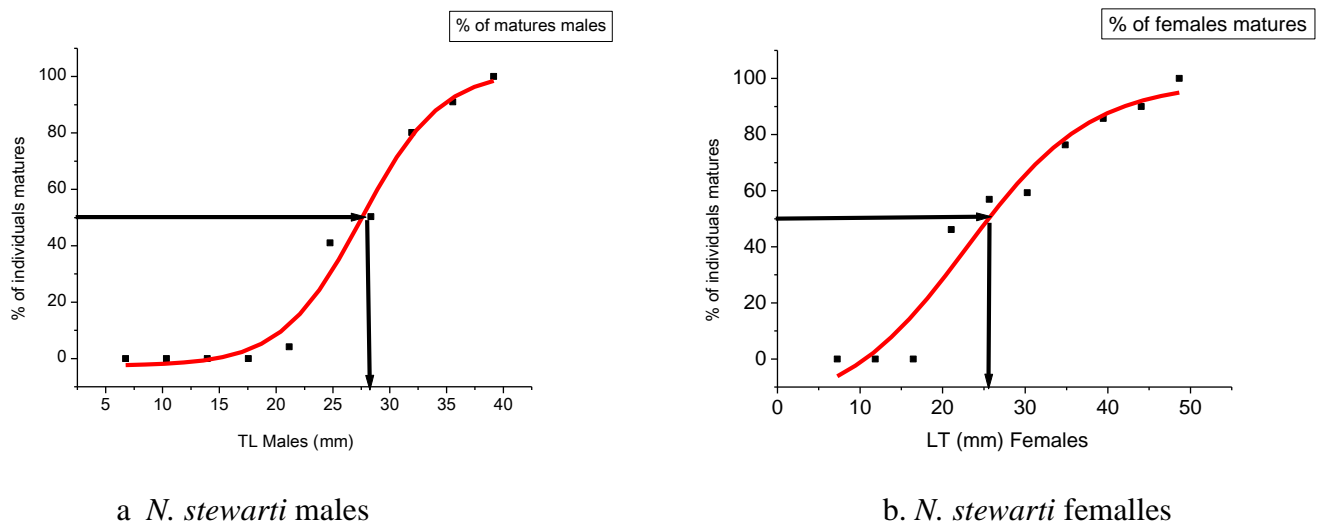 % of matures males
% of individuals matures
100
80
60
40
20
0
5 10 15 20 25 30 35 40
TL Males (mm)
a N. stewarti males
% of females matures
% of individuals matures
100
80
60
40
20
0
0 10 20 30 40 50
LT (mm) Females
b. N. stewarti femalles